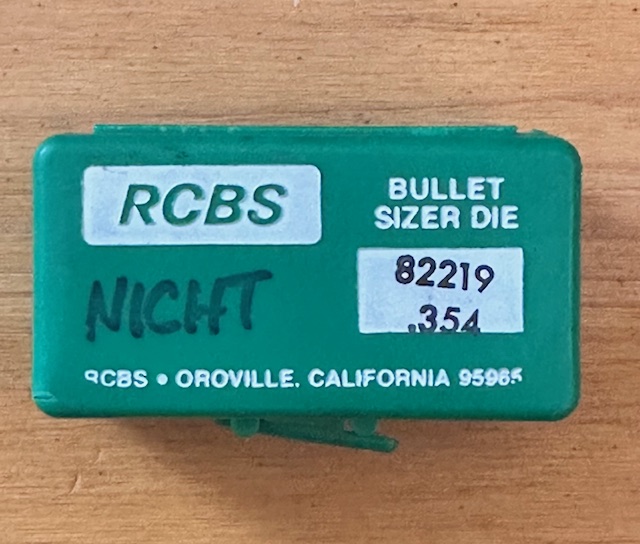 RCBS
BULLET
SIZER DIE
82219
.354
NICHT
RCBS • OROVILLE, CALIFORNIA 95965